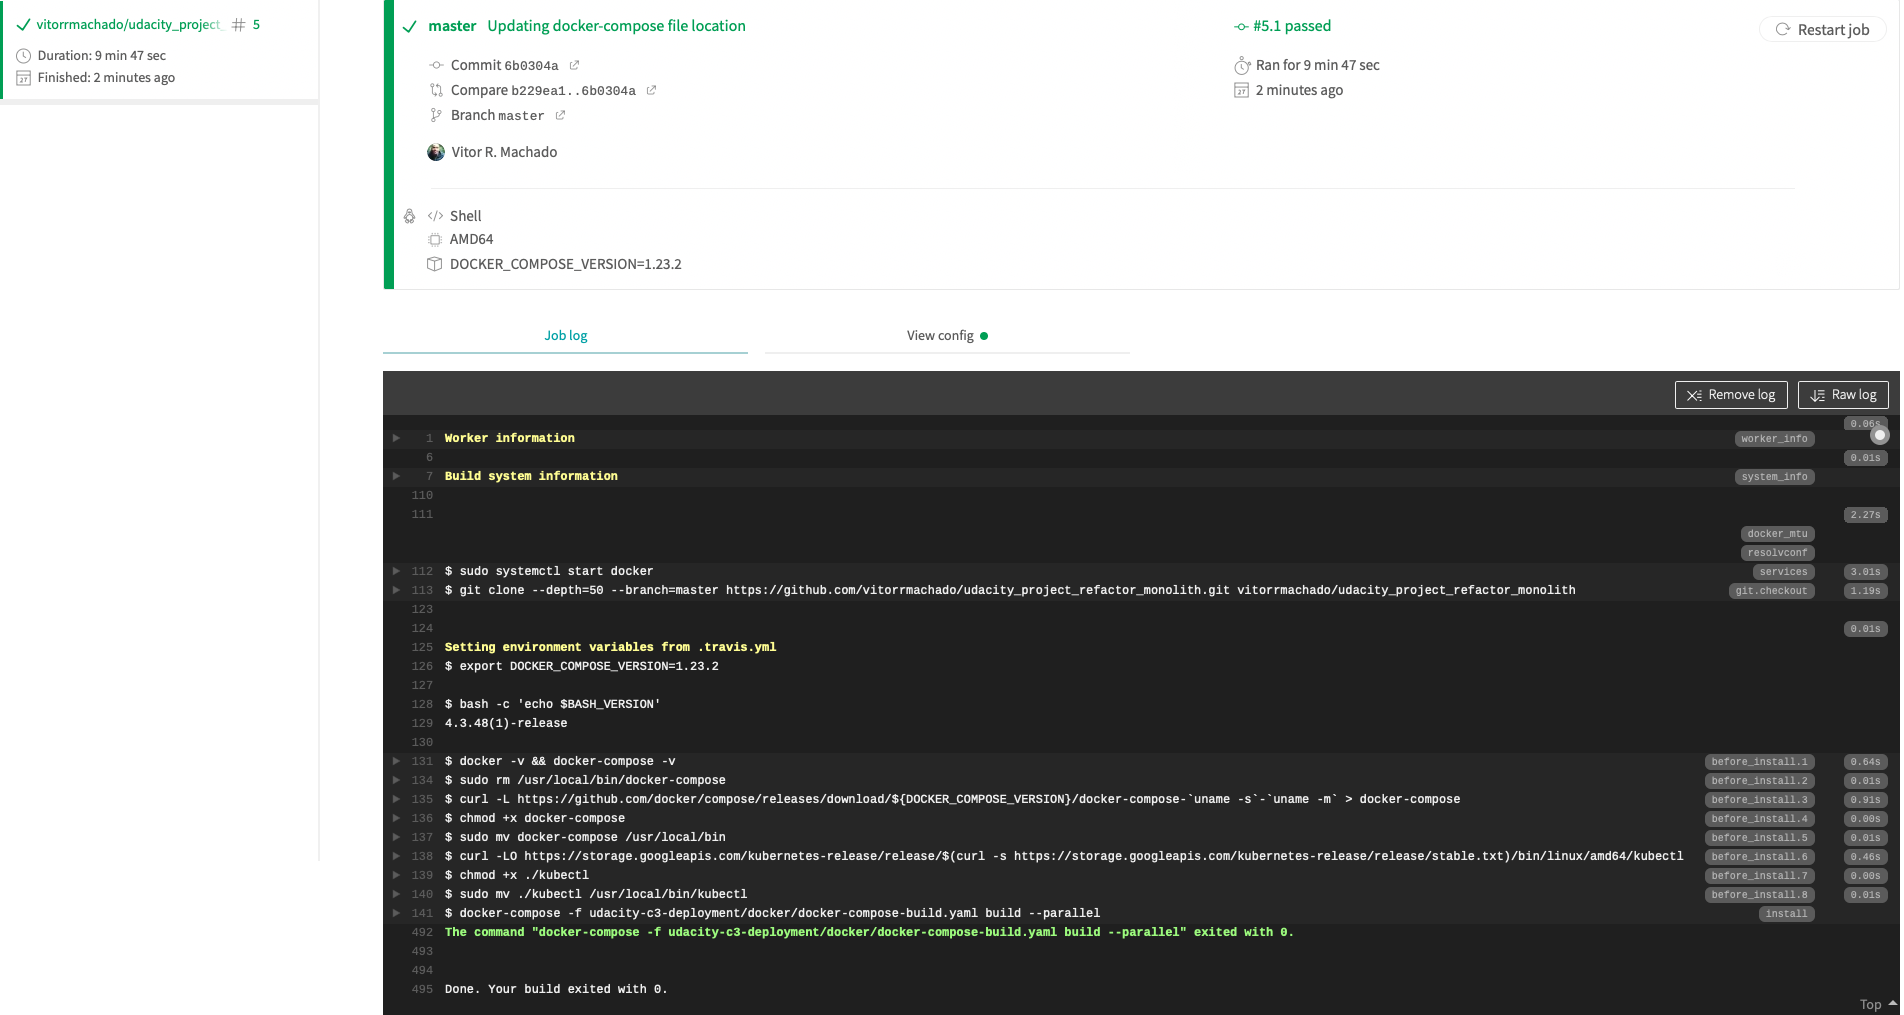 vitorrmachado/udacity_project_ # 5
Duration: 9 min 47 sec
Finished: 2 minutes ago
master Updating docker-compose file location
#5.1 passed
Restart job
Commit 6b0304a
Ran for 9 min 47 sec
Compare b229ea1..6b0304a
2 minutes ago
Branch master
Vitor R. Machado
</> Shell
AMD64
DOCKER_COMPOSE_VERSION=1.23.2
Job log
View config
Remove log
Raw log
0.06s
1 Worker information worker_info
6 0.01s
7 Build system information system_info
110
111 2.27s
docker_mtu
resolvconf
112 $ sudo systemctl start docker services 3.01s
113 $ git clone --depth=50 --branch=master https://github.com/vitorrmachado/udacity_project_refactor_monolith.git vitorrmachado/udacity_project_refactor_monolith git.checkout 1.19s
123
124 0.01s
125 Setting environment variables from .travis.yml
126 $ export DOCKER_COMPOSE_VERSION=1.23.2
127
128 $ bash -c 'echo $BASH_VERSION'
129 4.3.48(1)-release
130
131 $ docker -v && docker-compose -v before_install.1 0.64s
134 $ sudo rm /usr/local/bin/docker-compose before_install.2 0.01s
135 $ curl -L https://github.com/docker/compose/releases/download/${DOCKER_COMPOSE_VERSION}/docker-compose-`uname -s`-`uname -m` > docker-compose before_install.3 0.91s
136 $ chmod +x docker-compose before_install.4 0.00s
137 $ sudo mv docker-compose /usr/local/bin before_install.5 0.01s
138 $ curl -LO https://storage.googleapis.com/kubernetes-release/release/$(curl -s https://storage.googleapis.com/kubernetes-release/release/stable.txt)/bin/linux/amd64/kubectl before_install.6 0.46s
139 $ chmod +x ./kubectl before_install.7 0.00s
140 $ sudo mv ./kubectl /usr/local/bin/kubectl before_install.8 0.01s
141 $ docker-compose -f udacity-c3-deployment/docker/docker-compose-build.yaml build --parallel install
492 The command "docker-compose -f udacity-c3-deployment/docker/docker-compose-build.yaml build --parallel" exited with 0.
493
494
495 Done. Your build exited with 0.
Top